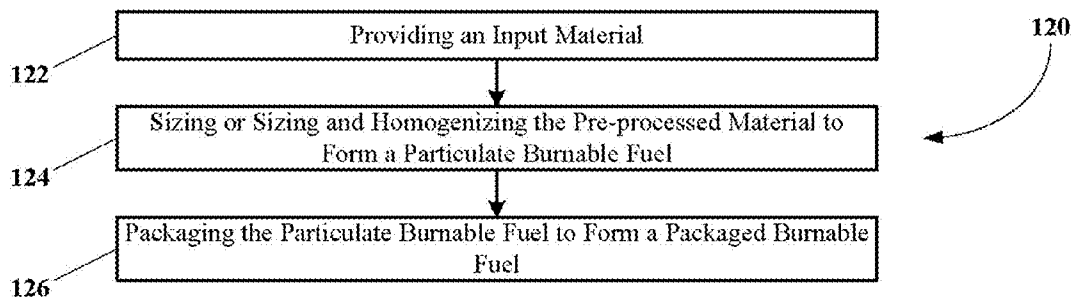 Providing an Input Material
120
122
Sizing or Sizing and Homogenizing the Pre-processed Material to
Form a Particulate Burnable Fuel
124
Packaging the Particulate Burnable Fuel to Form a Packaged Burnable
Fuel
126